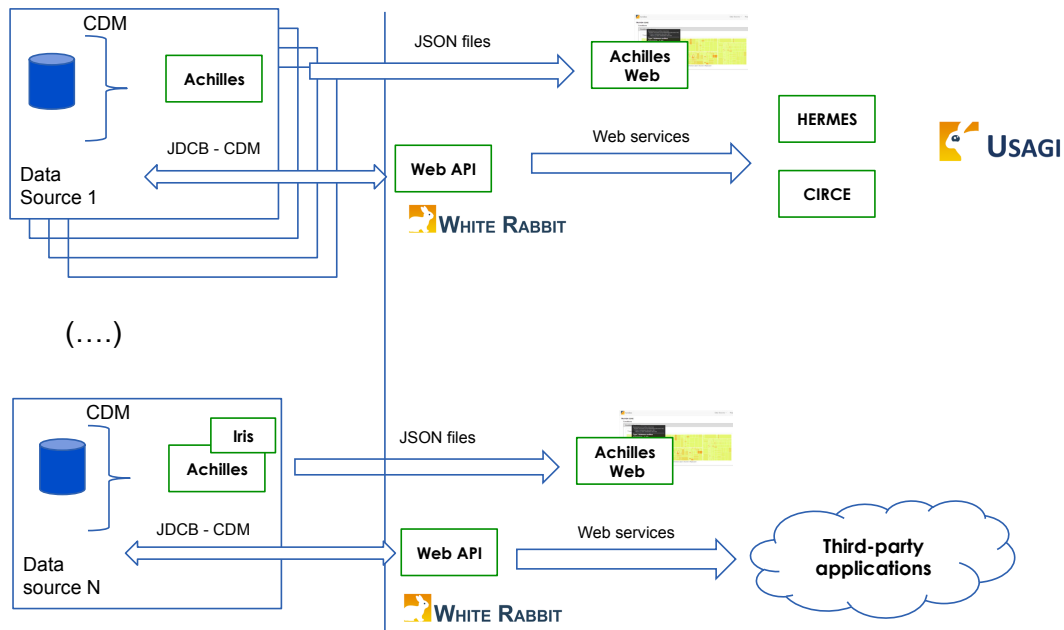 CDM
Achilles
JDCB - CDM
Data
Source 1
JSON files
Achilles
Web
Web API
Web services
WHITE RABBIT
HERMES
CIRCE
USAGI
(....)
CDM
Iris
Achilles
JDCB - CDM
Data
source N
JSON files
Achilles
Web
Web API
Web services
WHITE RABBIT
Third-party
applications